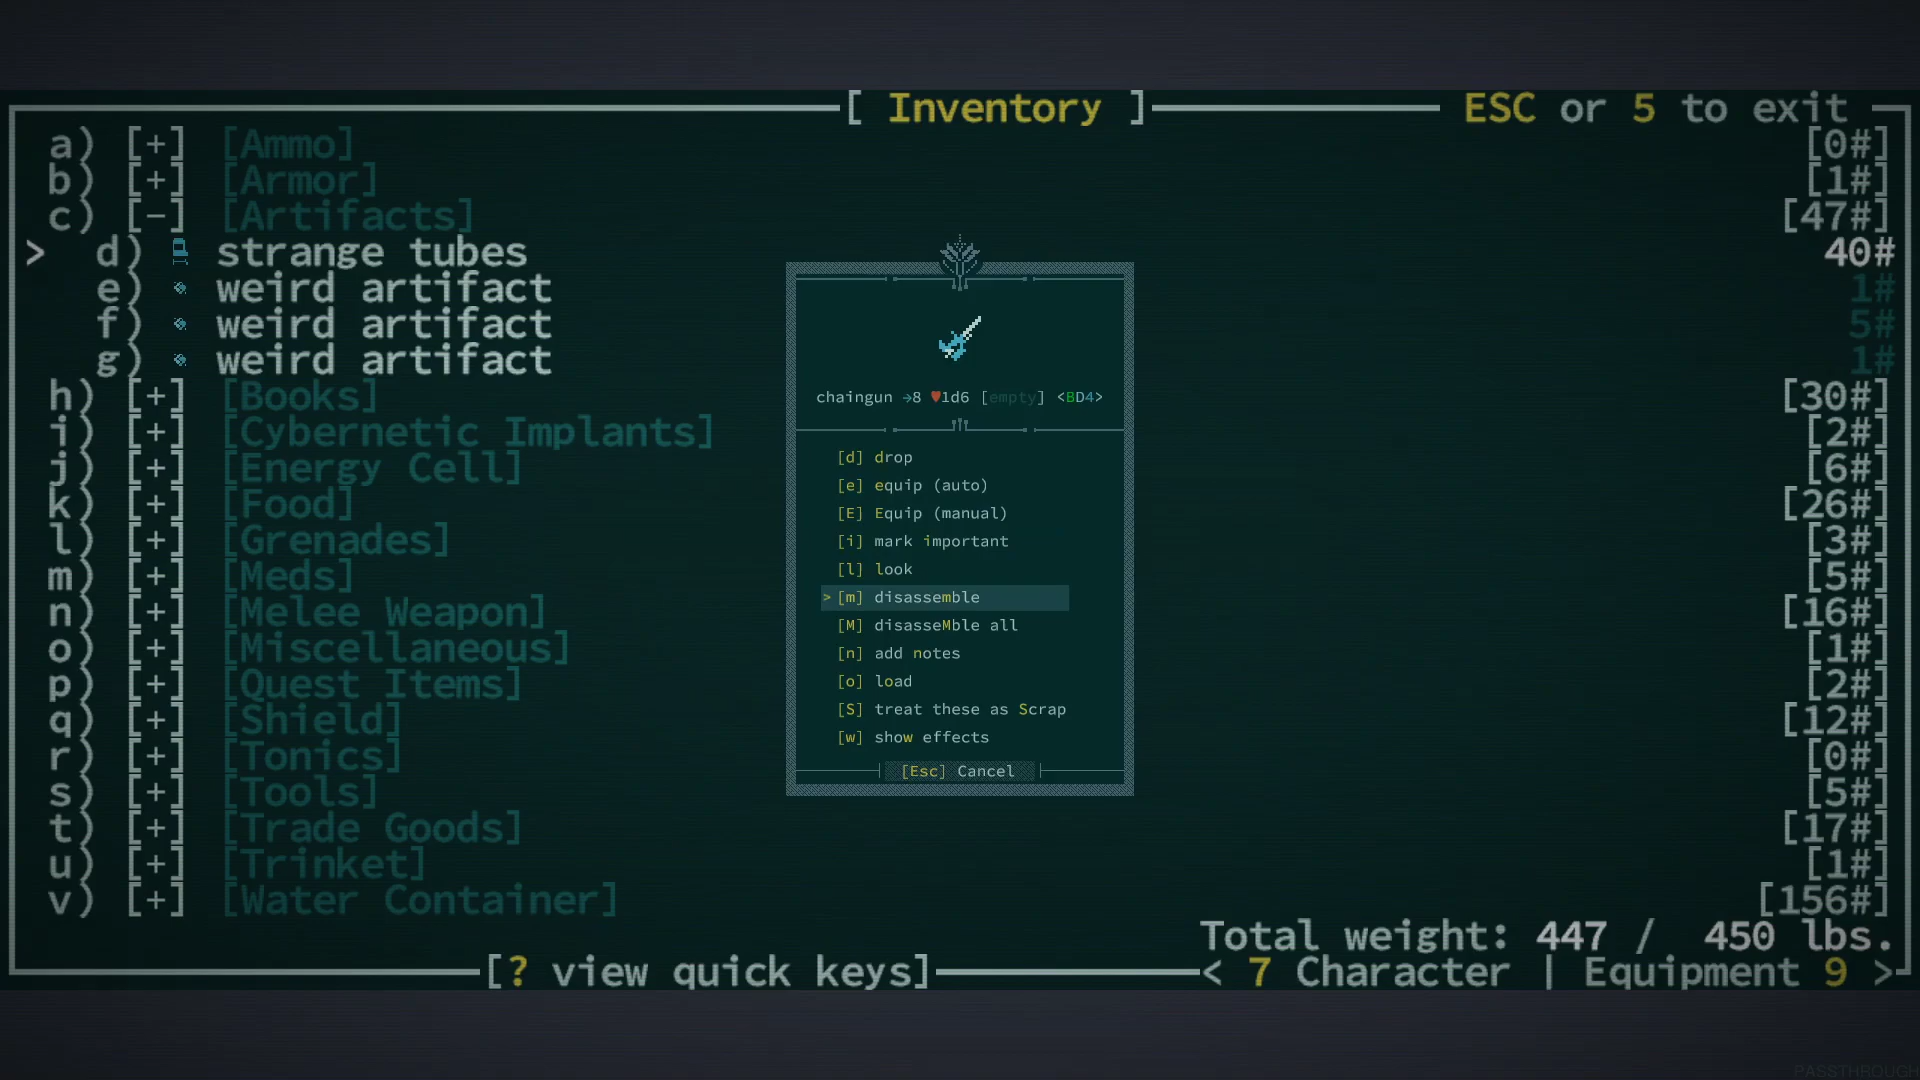 [ Inventory ] ESC or 5 to exit
a) [+] [Ammo] [0#]
b) [+] [Armor] [1#]
c) [-] [Artifacts] [47#]
> d) strange tubes 40#
e) weird artifact 1#
f) weird artifact 5#
g) weird artifact 1#
h) [+] [Books] [30#]
i) [+] [Cybernetic Implants] [2#]
j) [+] [Energy Cell] [6#]
k) [+] [Food] [26#]
l) [+] [Grenades] [3#]
m) [+] [Meds] [5#]
n) [+] [Melee Weapon] [16#]
o) [+] [Miscellaneous] [1#]
p) [+] [Quest Items] [2#]
q) [+] [Shield] [12#]
r) [+] [Tonics] [0#]
s) [+] [Tools] [5#]
t) [+] [Trade Goods] [17#]
u) [+] [Trinket] [1#]
v) [+] [Water Container] [156#]
Total weight: 447 / 450 lbs.
[? view quick keys] < 7 Character | Equipment 9 >
chaingun →8 ♥1d6 [empty] <BD4>
[d] drop
[e] equip (auto)
[E] Equip (manual)
[i] mark important
[l] look
> [m] disassemble
[M] disasseMble all
[n] add notes
[o] load
[S] treat these as Scrap
[w] show effects
[Esc] Cancel
PASSTHROUGH